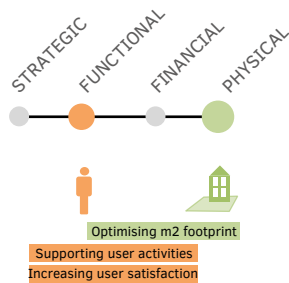 STRATEGIC
FUNCTIONAL
FINANCIAL
PHYSICAL
Optimising m2 footprint
Supporting user activities
Increasing user satisfaction